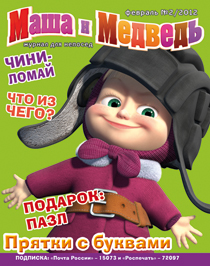 Февраль №2/2012
Маша и Медведь
журнал для непосед
ЧИНИ-
ЛОМАЙ
ЧТО ИЗ
ЧЕГО?
ПОДАРОК:
ПАЗЛ
Прятки с буквами
ПОДПИСКА: «Почта России» - 15073 и «Роспечать» - 72097